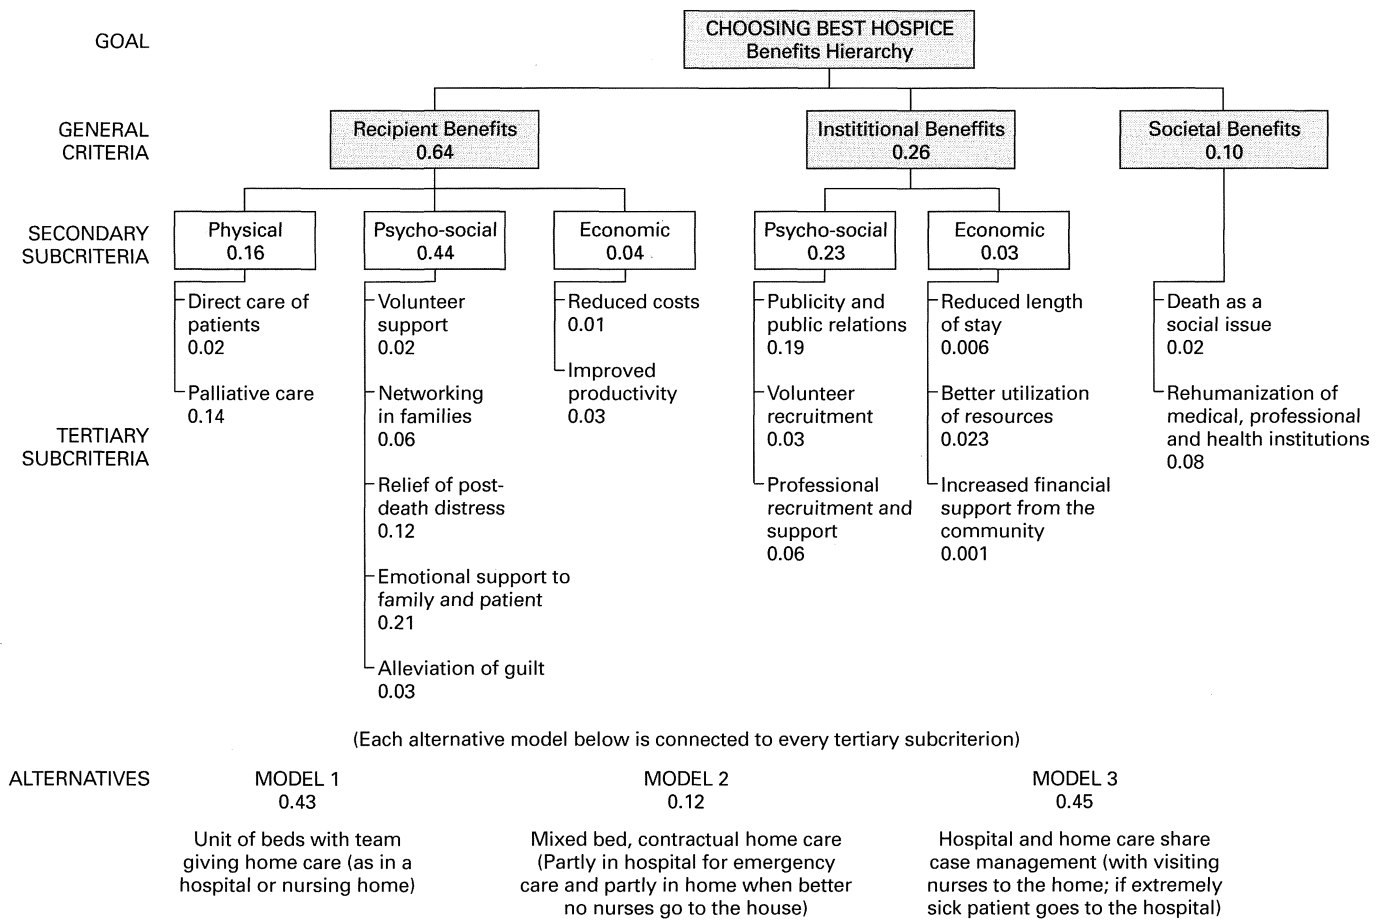 GOAL
CHOOSING BEST HOSPICE
Benefits Hierarchy
GENERAL
CRITERIA
Recipient Benefits
0.64
Instititional Beneffits
0.26
Societal Benefits
0.10
SECONDARY
SUBCRITERIA
Physical
0.16
Psycho-social
0.44
Economic
0.04
Psycho-social
0.23
Economic
0.03
TERTIARY
SUBCRITERIA
Direct care of
patients
0.02
Palliative care
0.14
Volunteer
support
0.02
Networking
in families
0.06
Relief of post-
death distress
0.12
Emotional support to
family and patient
0.21
Alleviation of guilt
0.03
Reduced costs
0.01
Improved
productivity
0.03
Publicity and
public relations
0.19
Volunteer
recruitment
0.03
Professional
recruitment and
support
0.06
Reduced length
of stay
0.006
Better utilization
of resources
0.023
Increased financial
support from the
community
0.001
Death as a
social issue
0.02
Rehumanization of
medical, professional
and health institutions
0.08
(Each alternative model below is connected to every tertiary subcriterion)
ALTERNATIVES
MODEL 1
0.43
Unit of beds with team
giving home care (as in a
hospital or nursing home)
MODEL 2
0.12
Mixed bed, contractual home care
(Partly in hospital for emergency
care and partly in home when better
no nurses go to the house)
MODEL 3
0.45
Hospital and home care share
case management (with visiting
nurses to the home; if extremely
sick patient goes to the hospital)